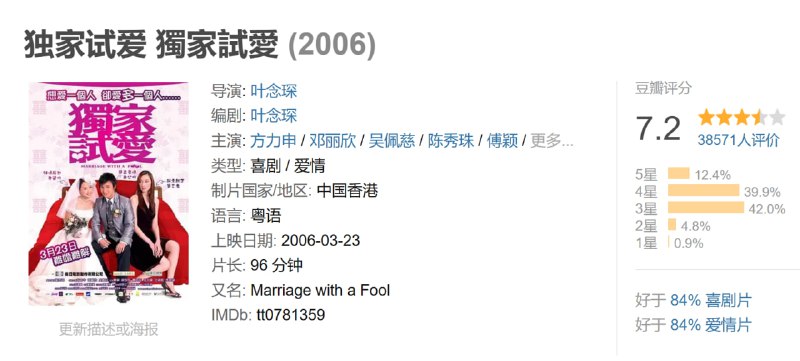 独家试爱 獨家試愛 (2006)
想愛一個人 卻愛多一個人......
獨家
試愛
MARRIAGE WITH A FOOL
3月23日
更新描述或海报
导演: 叶念琛
编剧: 叶念琛
主演: 方力申 / 邓丽欣 / 吴佩慈 / 陈秀珠 / 傅颖 / 更多...
类型: 喜剧 / 爱情
制片国家/地区: 中国香港
语言: 粤语
上映日期: 2006-03-23
片长: 96 分钟
又名: Marriage with a Fool
IMDb: tt0781359
豆瓣评分
7.2
38571人评价
5星 12.4%
4星 39.9%
3星 42.0%
2星 4.8%
1星 0.9%
好于 84% 喜剧片
好于 84% 爱情片